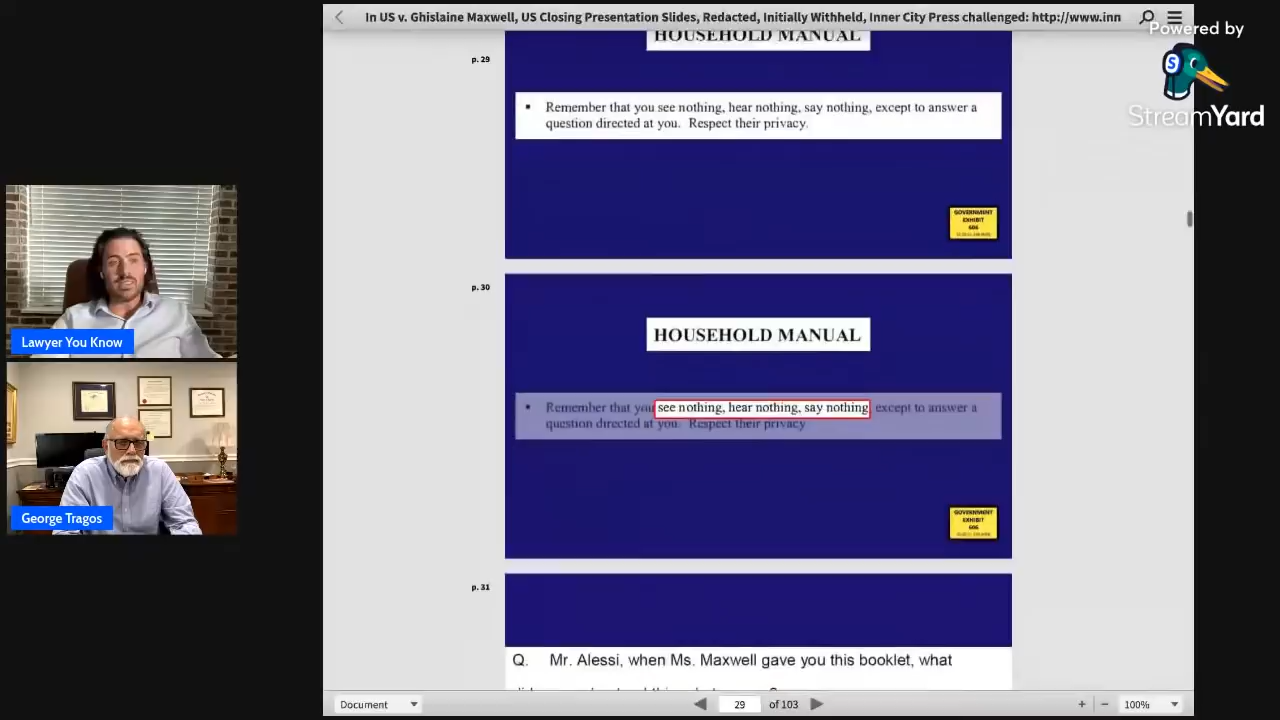 In US v. Ghislaine Maxwell, US Closing Presentation Slides, Redacted, Initially Withheld, Inner City Press challenged: http://www.inn
Powered by
StreamYard
S
HOUSEHOLD MANUAL
p. 29
▪ Remember that you see nothing, hear nothing, say nothing, except to answer a
question directed at you. Respect their privacy.
GOVERNMENT
EXHIBIT
606
p. 30
HOUSEHOLD MANUAL
▪ Remember that you see nothing, hear nothing, say nothing, except to answer a
question directed at you. Respect their privacy
GOVERNMENT
EXHIBIT
606
p. 31
Q. Mr. Alessi, when Ms. Maxwell gave you this booklet, what
Lawyer You Know
George Tragos
Document
29
of 103
100%